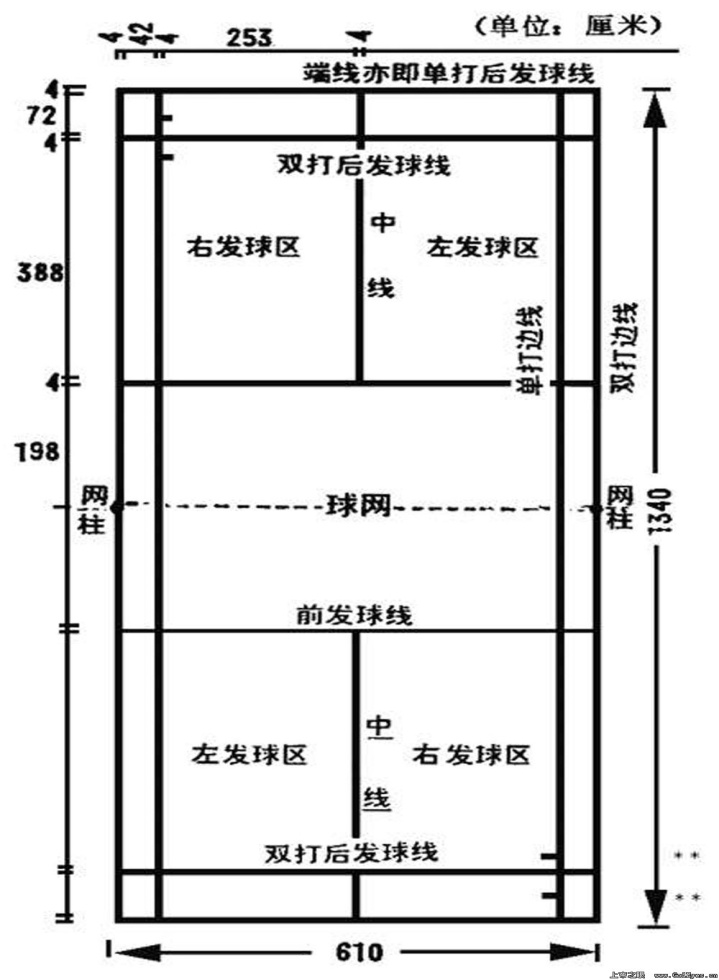 （单位：厘米）
4 42 4 253 4
端线亦即单打后发球线
4
72
4
双打后发球线
中
线
右发球区
左发球区
388
单打边线
双打边线
4
198
网柱
球网
网柱
1340
前发球线
中
线
左发球区
右发球区
双打后发球线
**
**
610
www.GolEyes.cn